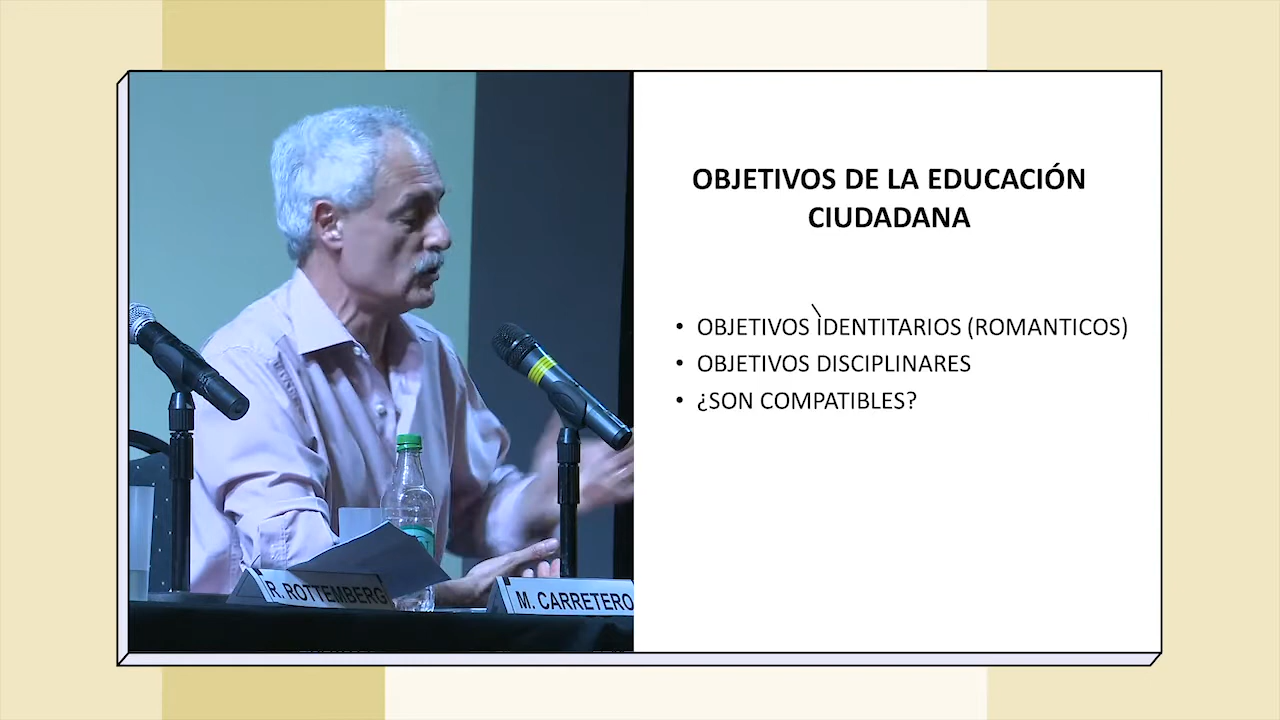 OBJETIVOS DE LA EDUCACIÓN
CIUDADANA
• OBJETIVOS IDENTITARIOS (ROMANTICOS)
• OBJETIVOS DISCIPLINARES
• ¿SON COMPATIBLES?
R. ROTTEMBERG
M. CARRETERO